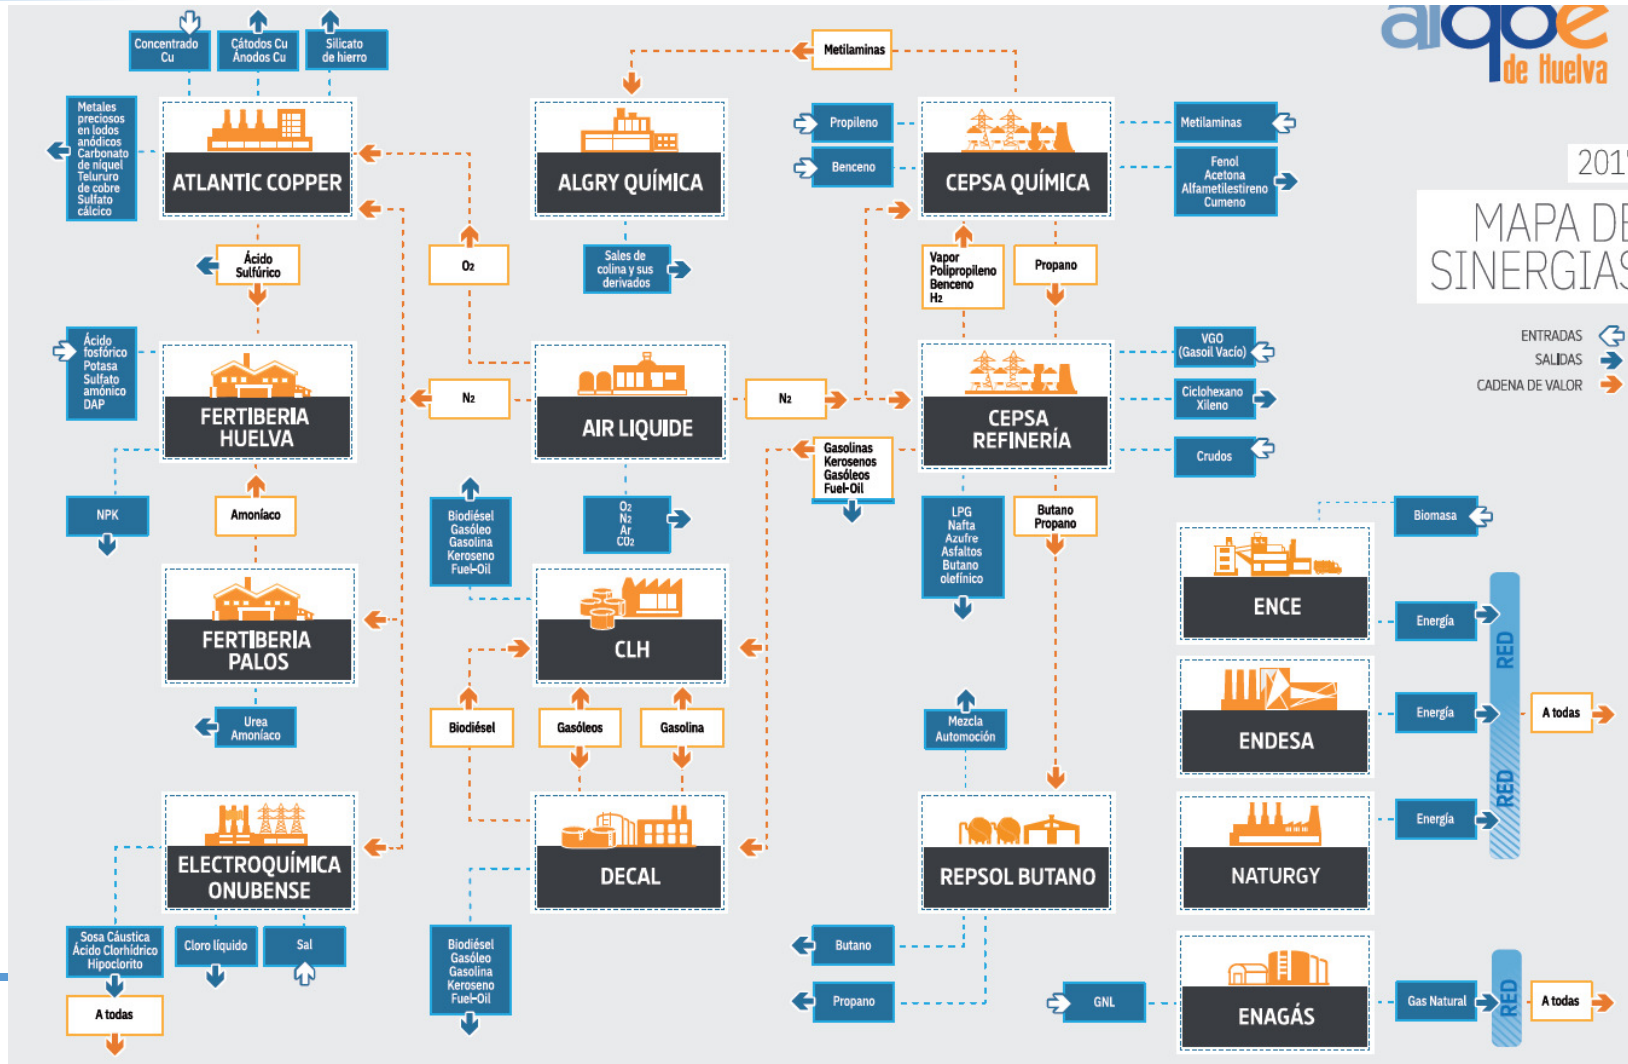 aiqbe
de Huelva
201
MAPA DE
SINERGIAS
ENTRADAS
SALIDAS
CADENA DE VALOR
Concentrado
Cu
Cátodos Cu
Ánodos Cu
Silicato
de hierro
Metales
preciosos
en lodos
anódicos
Carbonato
de níquel
Telururo
de cobre
Sulfato
cálcico
ATLANTIC COPPER
Ácido
Sulfúrico
Ácido
fosfórico
Potasa
Sulfato
amónico
DAP
FERTIBERIA
HUELVA
NPK
Amoníaco
FERTIBERIA
PALOS
Urea
Amoníaco
ELECTROQUÍMICA
ONUBENSE
Sosa Cáustica
Ácido Clorhídrico
Hipoclorito
Cloro líquido
Sal
A todas
Metilaminas
ALGRY QUÍMICA
Sales de
colina y sus
derivados
O2
N2
AIR LIQUIDE
N2
O2
N2
Ar
CO2
Biodiésel
Gasóleo
Gasolina
Keroseno
Fuel-Oil
CLH
Biodiésel
Gasóleos
Gasolina
DECAL
Biodiésel
Gasóleo
Gasolina
Keroseno
Fuel-Oil
Propileno
Benceno
CEPSA QUÍMICA
Metilaminas
Fenol
Acetona
Alfametilestireno
Cumeno
Vapor
Polipropileno
Benceno
H2
Propano
CEPSA
REFINERÍA
VGO
(Gasoil Vacío)
Ciclohexano
Xileno
Crudos
Gasolinas
Kerosenos
Gasóleos
Fuel-Oil
LPG
Nafta
Azufre
Asfaltos
Butano
olefínico
Butano
Propano
Mezcla
Automoción
REPSOL BUTANO
Butano
Propano
Biomasa
ENCE
Energía
ENDESA
Energía
NATURGY
Energía
RED
RED
A todas
GNL
ENAGÁS
Gas Natural
RED
A todas